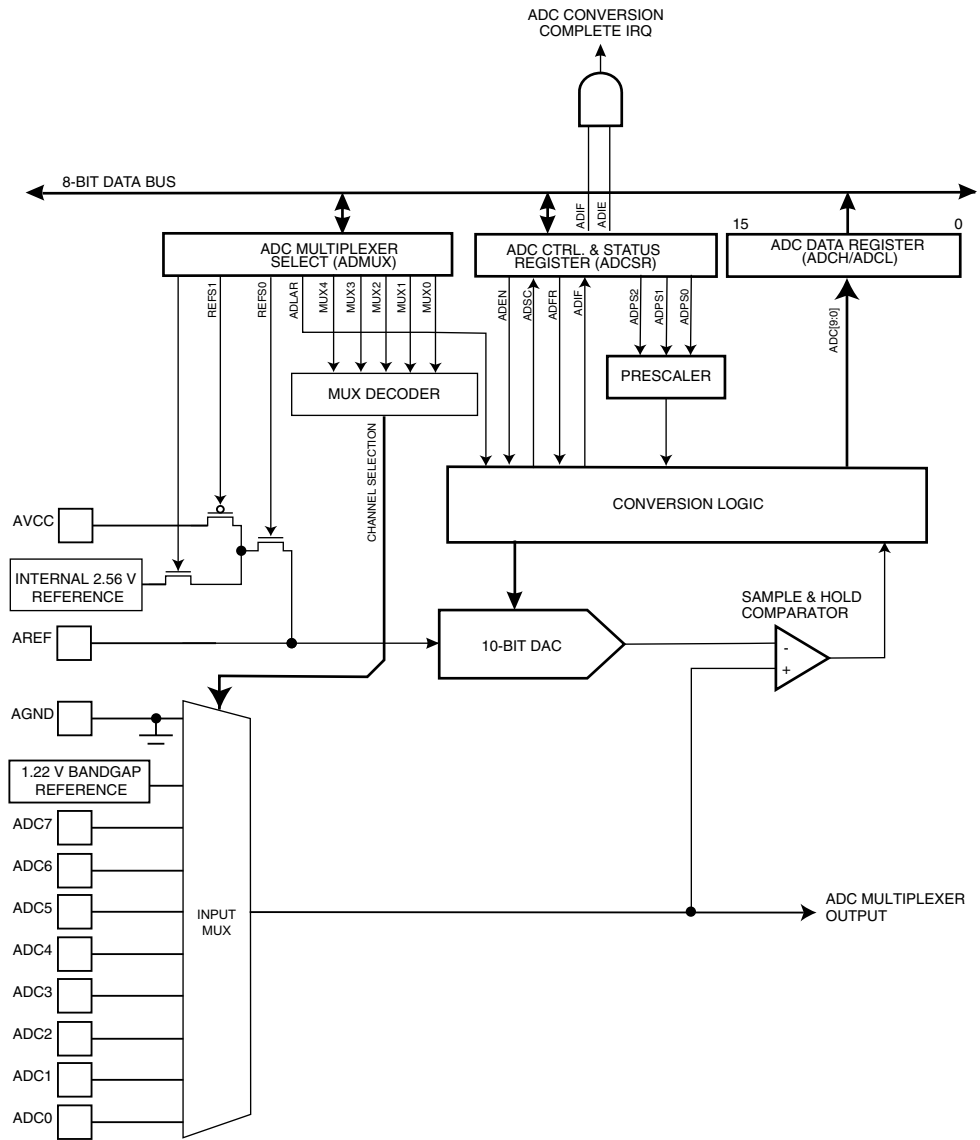 ADC CONVERSION
COMPLETE IRQ
8-BIT DATA BUS
ADIF
ADIE
15
0
ADC MULTIPLEXER
SELECT (ADMUX)
ADC CTRL. & STATUS
REGISTER (ADCSR)
ADC DATA REGISTER
(ADCH/ADCL)
REFS1
REFS0
ADLAR
MUX4
MUX3
MUX2
MUX1
MUX0
ADEN
ADSC
ADFR
ADIF
ADPS2
ADPS1
ADPS0
ADC[9:0]
MUX DECODER
PRESCALER
CHANNEL SELECTION
CONVERSION LOGIC
AVCC
INTERNAL 2.56 V
REFERENCE
SAMPLE & HOLD
COMPARATOR
AREF
10-BIT DAC
-
+
AGND
1.22 V BANDGAP
REFERENCE
ADC7
ADC6
ADC5
INPUT
MUX
ADC MULTIPLEXER
OUTPUT
ADC4
ADC3
ADC2
ADC1
ADC0